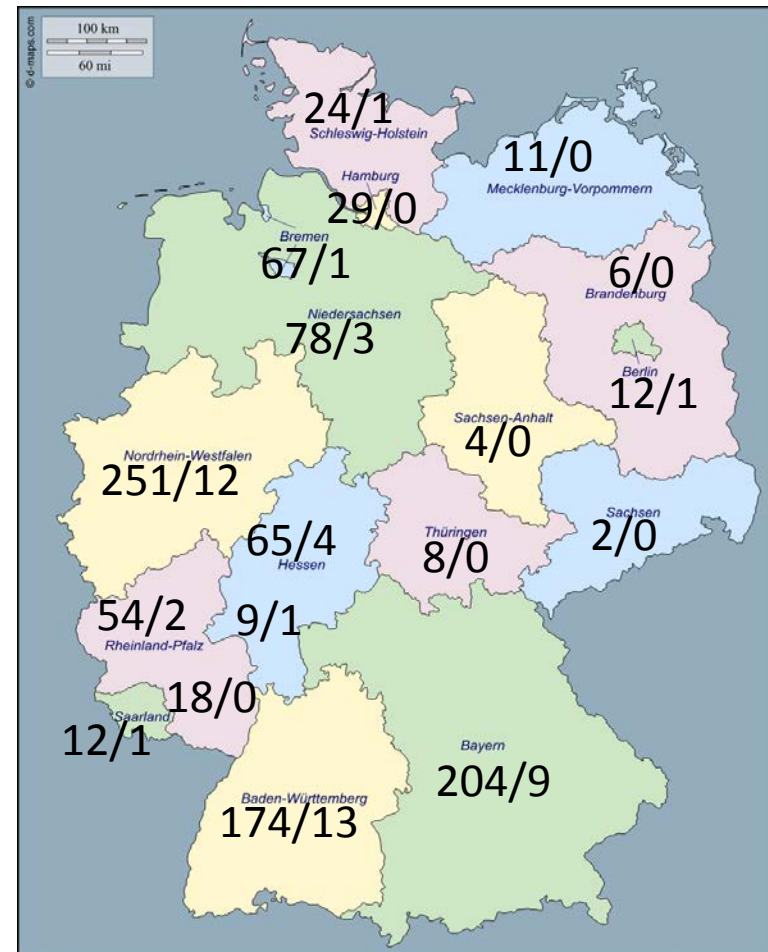 © d-maps.com
100 km
60 mi
24/1
Schleswig-Holstein
11/0
Mecklenburg-Vorpommern
Hamburg
29/0
Bremen
67/1
6/0
Brandenburg
Niedersachsen
78/3
Berlin
12/1
Sachsen-Anhalt
4/0
Nordrhein-Westfalen
251/12
Sachsen
2/0
65/4
Hessen
Thüringen
8/0
54/2
9/1
Rheinland-Pfalz
18/0
Saarland
12/1
Bayern
204/9
Baden-Württemberg
174/13